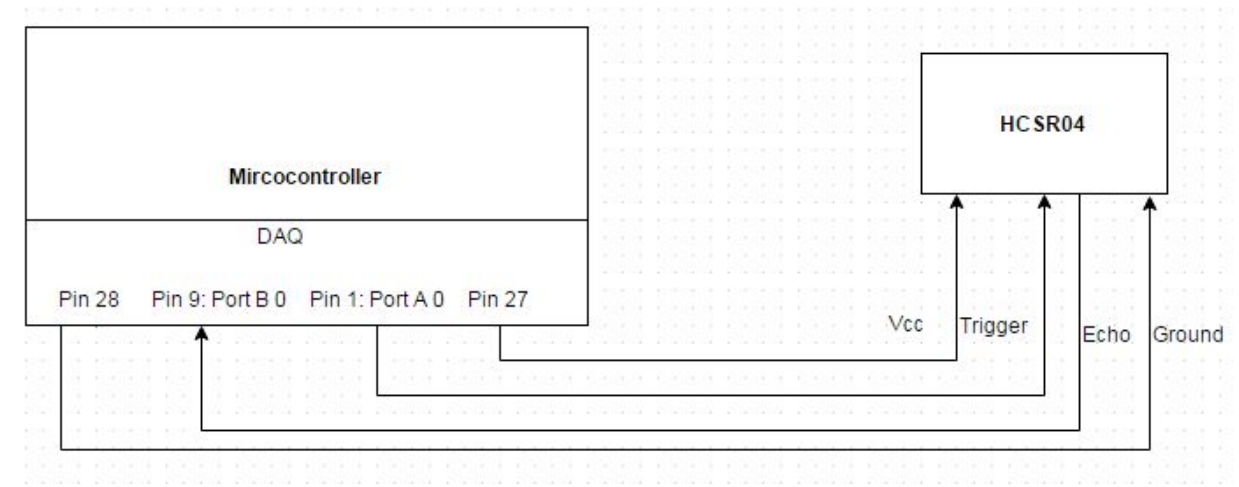 HCSR04
Mircocontroller
DAQ
Pin 28 Pin 9: Port B 0 Pin 1: Port A 0 Pin 27
Vcc Trigger Echo Ground